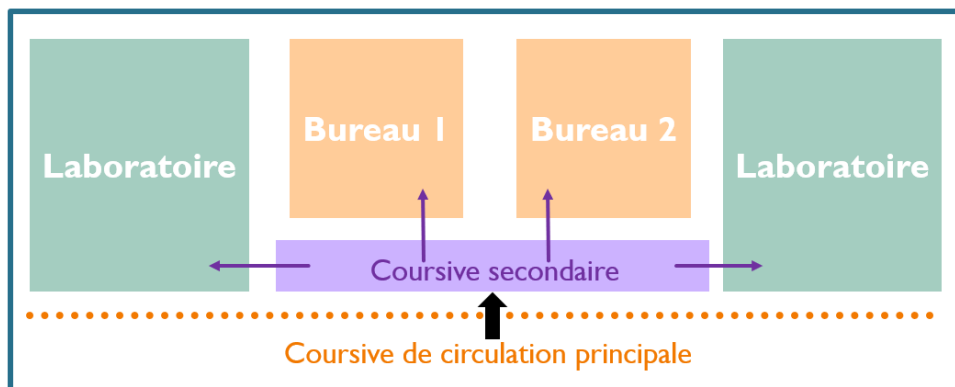 Laboratoire
Bureau 1
Bureau 2
Laboratoire
Coursive secondaire
Coursive de circulation principale